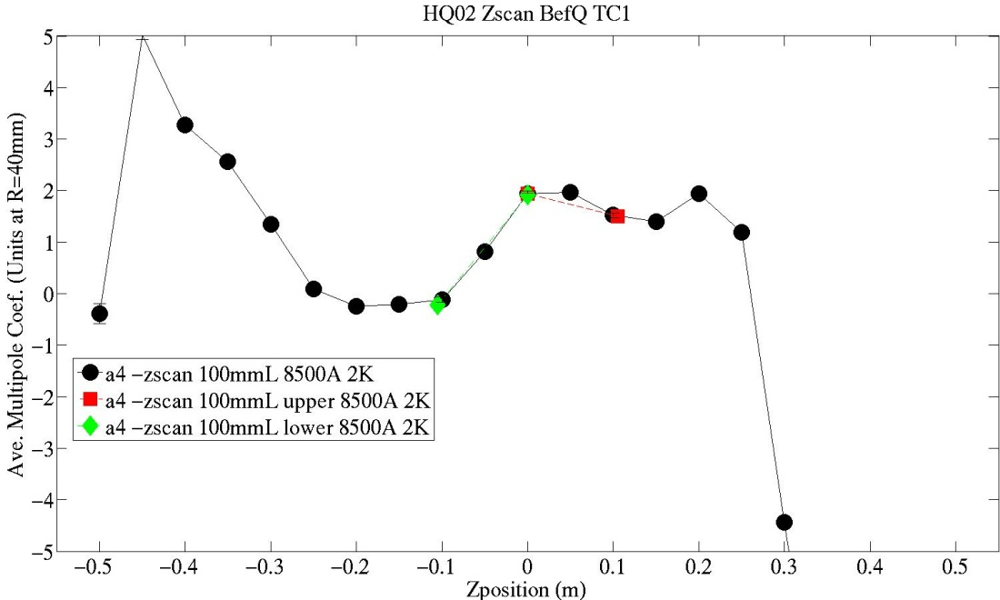 HQ02 Zscan BefQ TC1
Ave. Multipole Coef. (Units at R=40mm)
5
4
3
2
1
0
−1
−2
−3
−4
−5
a4 −zscan 100mmL 8500A 2K
a4 −zscan 100mmL upper 8500A 2K
a4 −zscan 100mmL lower 8500A 2K
−0.5 −0.4 −0.3 −0.2 −0.1 0 0.1 0.2 0.3 0.4 0.5
Zposition (m)